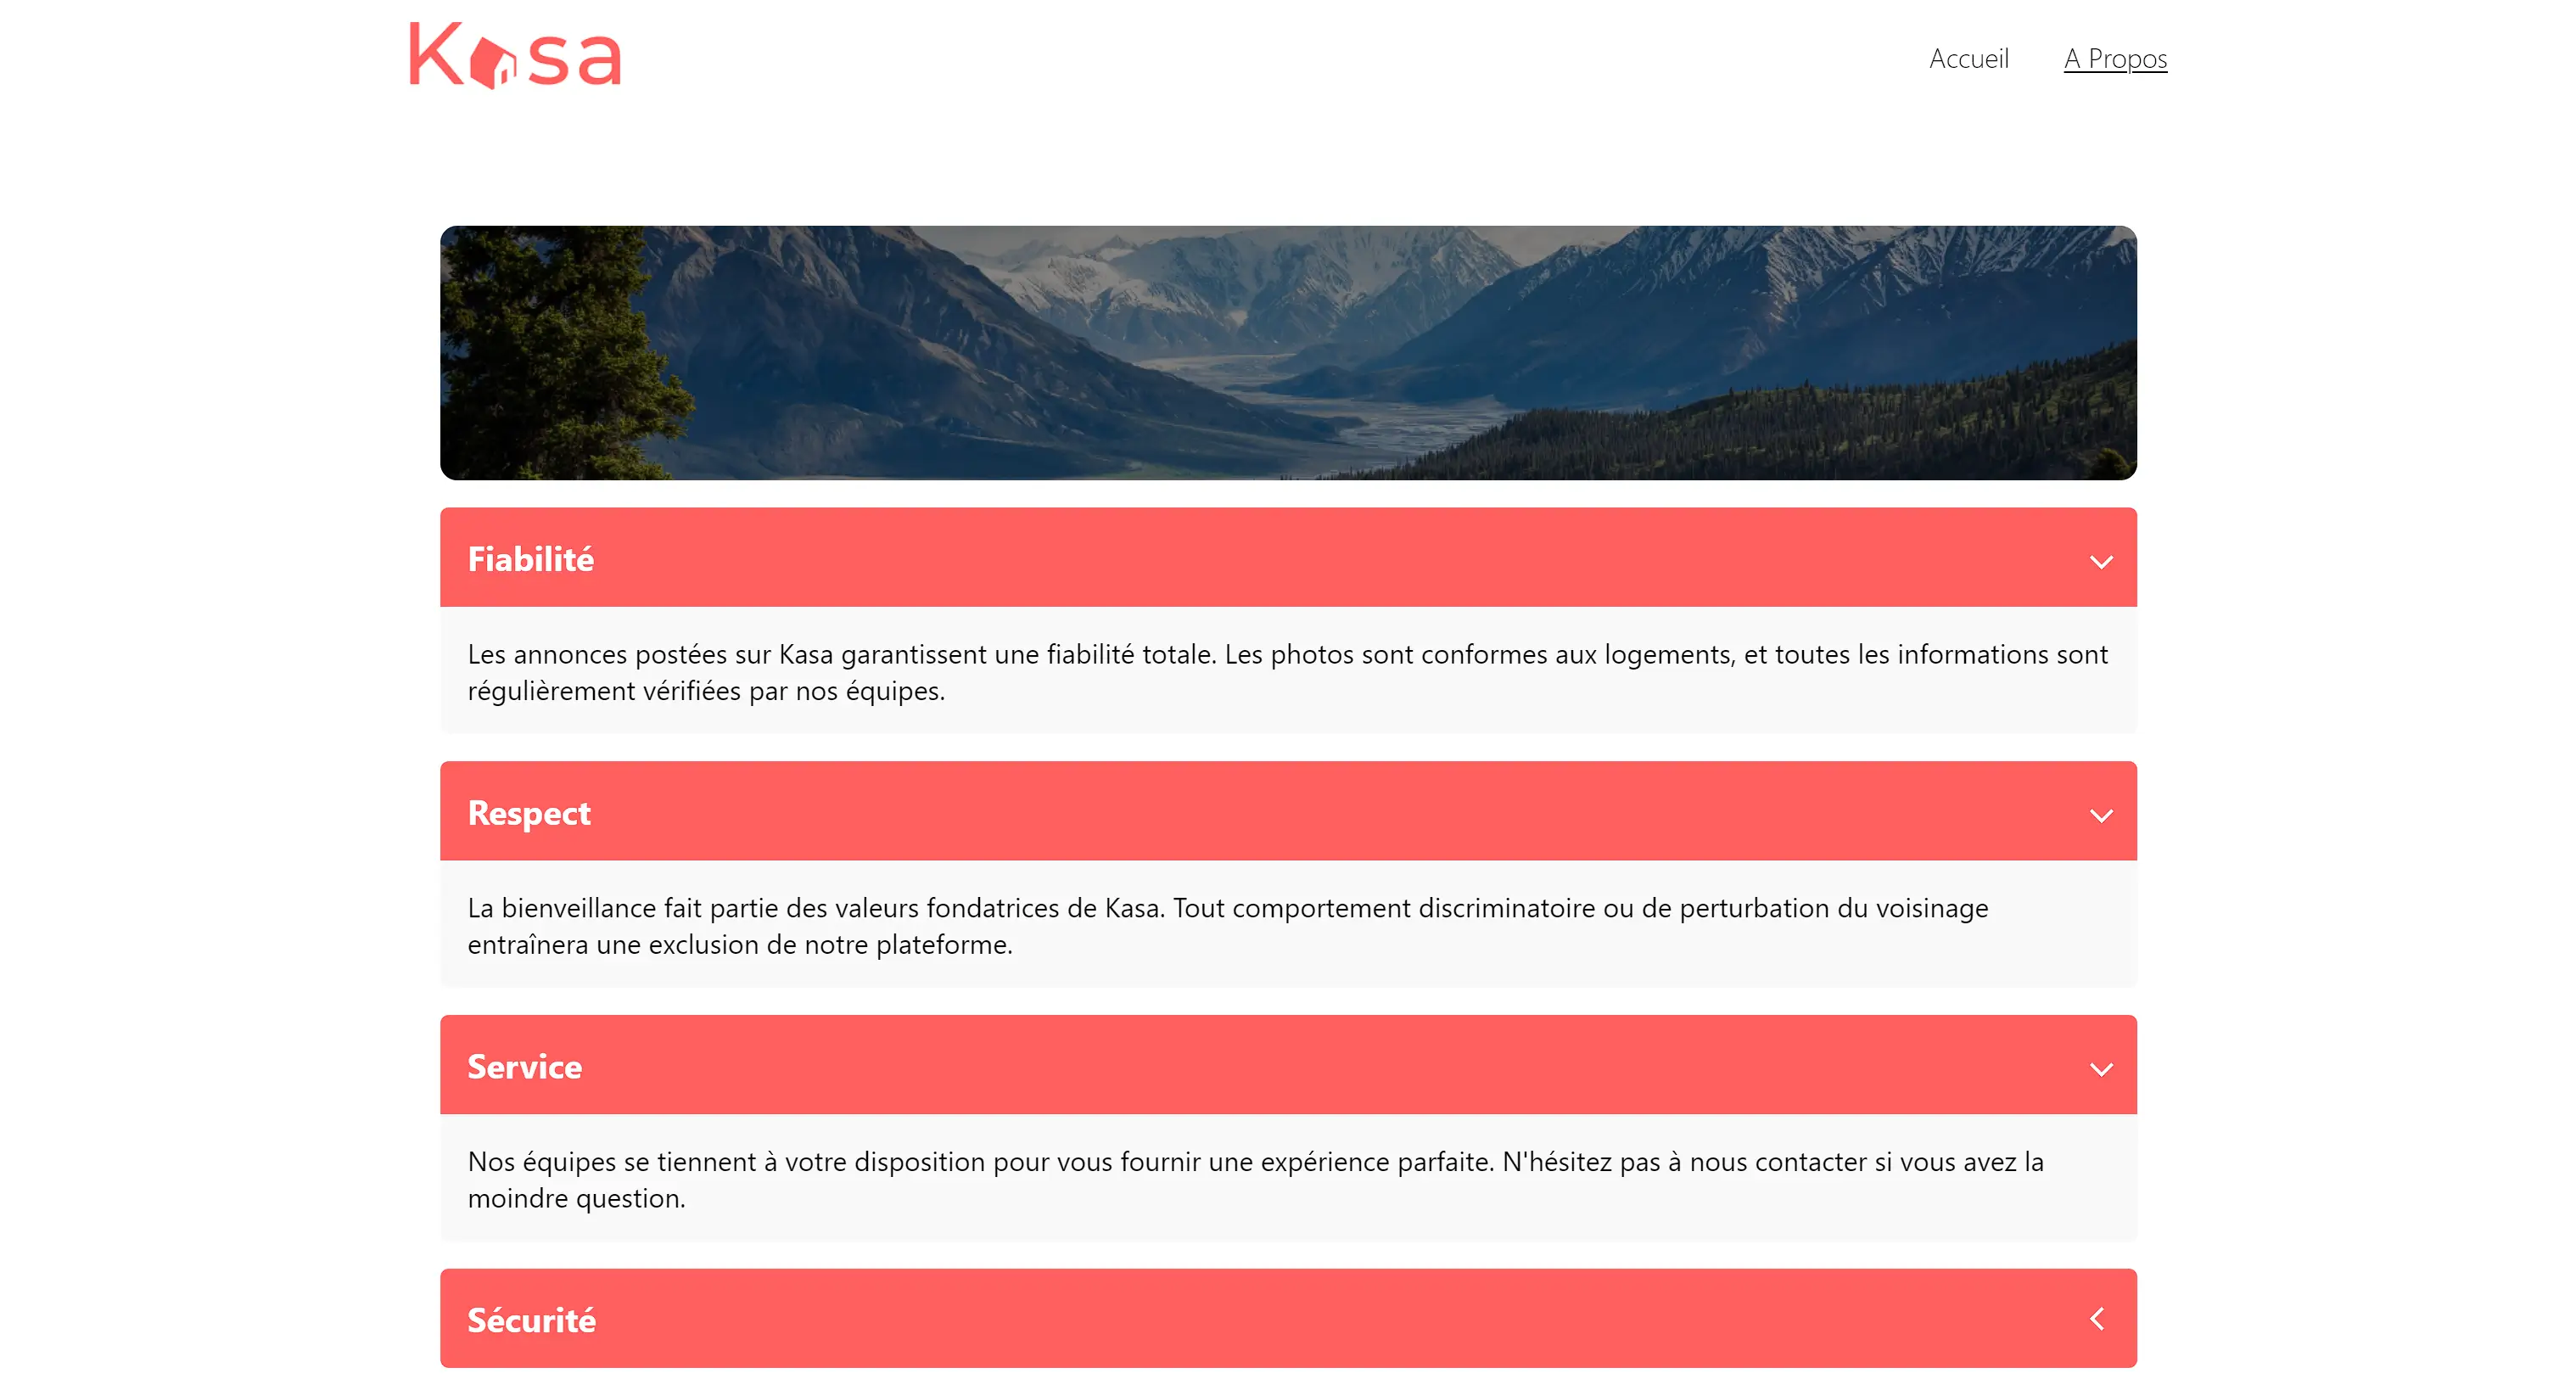 Kasa
Accueil A Propos
Fiabilité
Les annonces postées sur Kasa garantissent une fiabilité totale. Les photos sont conformes aux logements, et toutes les informations sont
régulièrement vérifiées par nos équipes.
Respect
La bienveillance fait partie des valeurs fondatrices de Kasa. Tout comportement discriminatoire ou de perturbation du voisinage
entraînera une exclusion de notre plateforme.
Service
Nos équipes se tiennent à votre disposition pour vous fournir une expérience parfaite. N'hésitez pas à nous contacter si vous avez la
moindre question.
Sécurité